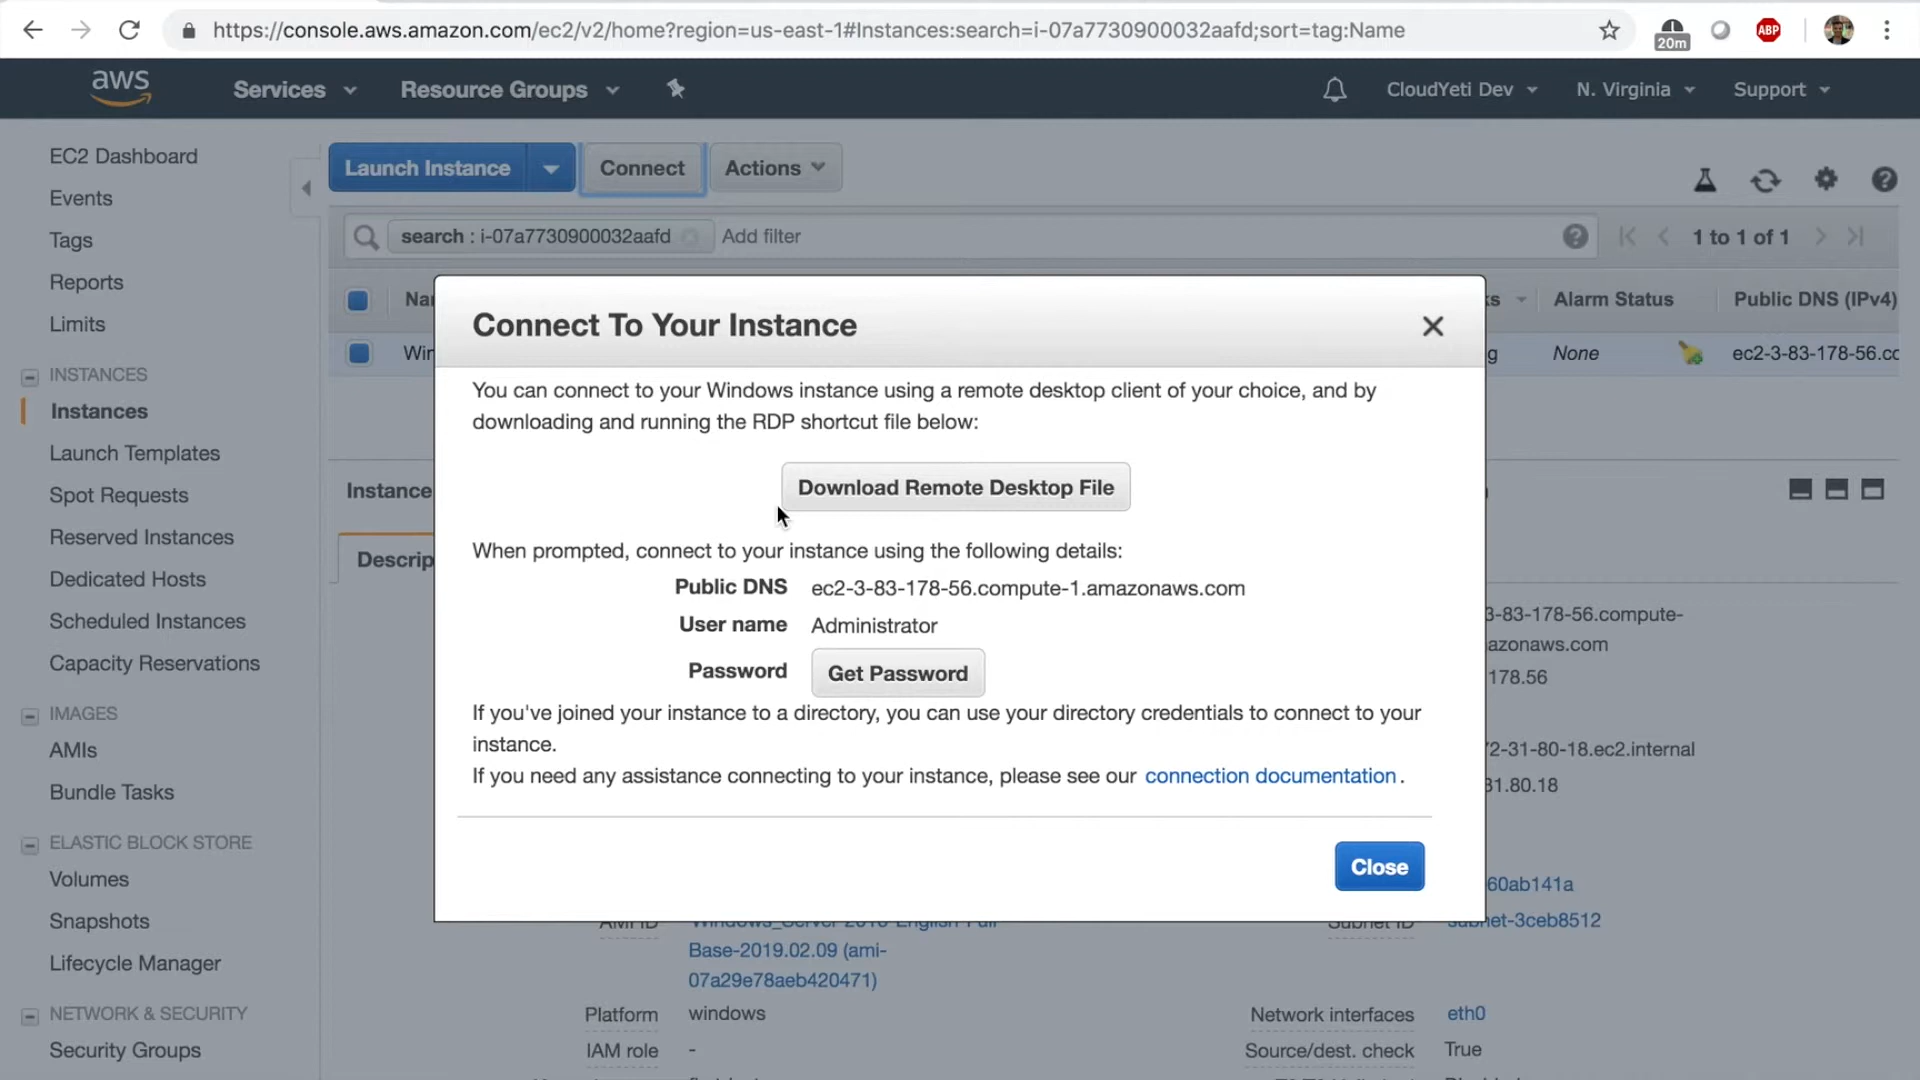 https://console.aws.amazon.com/ec2/v2/home?region=us-east-1#Instances:search=i-07a7730900032aafd;sort=tag:Name
20m
ABP
aws
Services
Resource Groups
CloudYeti Dev
N. Virginia
Support
EC2 Dashboard
Events
Tags
Reports
Limits
INSTANCES
Instances
Launch Templates
Spot Requests
Reserved Instances
Dedicated Hosts
Scheduled Instances
Capacity Reservations
IMAGES
AMIs
Bundle Tasks
ELASTIC BLOCK STORE
Volumes
Snapshots
Lifecycle Manager
NETWORK & SECURITY
Security Groups
Launch Instance
Connect
Actions
search : i-07a7730900032aafd
Add filter
1 to 1 of 1
Alarm Status
Public DNS (IPv4)
None
ec2-3-83-178-56.co
Instance
Descrip
Connect To Your Instance
You can connect to your Windows instance using a remote desktop client of your choice, and by
downloading and running the RDP shortcut file below:
Download Remote Desktop File
When prompted, connect to your instance using the following details:
Public DNS ec2-3-83-178-56.compute-1.amazonaws.com
User name Administrator
Password Get Password
If you've joined your instance to a directory, you can use your directory credentials to connect to your
instance.
If you need any assistance connecting to your instance, please see our connection documentation.
Close
3-83-178-56.compute-
azonaws.com
178.56
72-31-80-18.ec2.internal
31.80.18
60ab141a
Subnet ID subnet-3ceb8512
AMI ID Windows_Server-2016-English-Full-
Base-2019.02.09 (ami-
07a29e78aeb420471)
Platform windows
IAM role -
Network interfaces eth0
Source/dest. check True